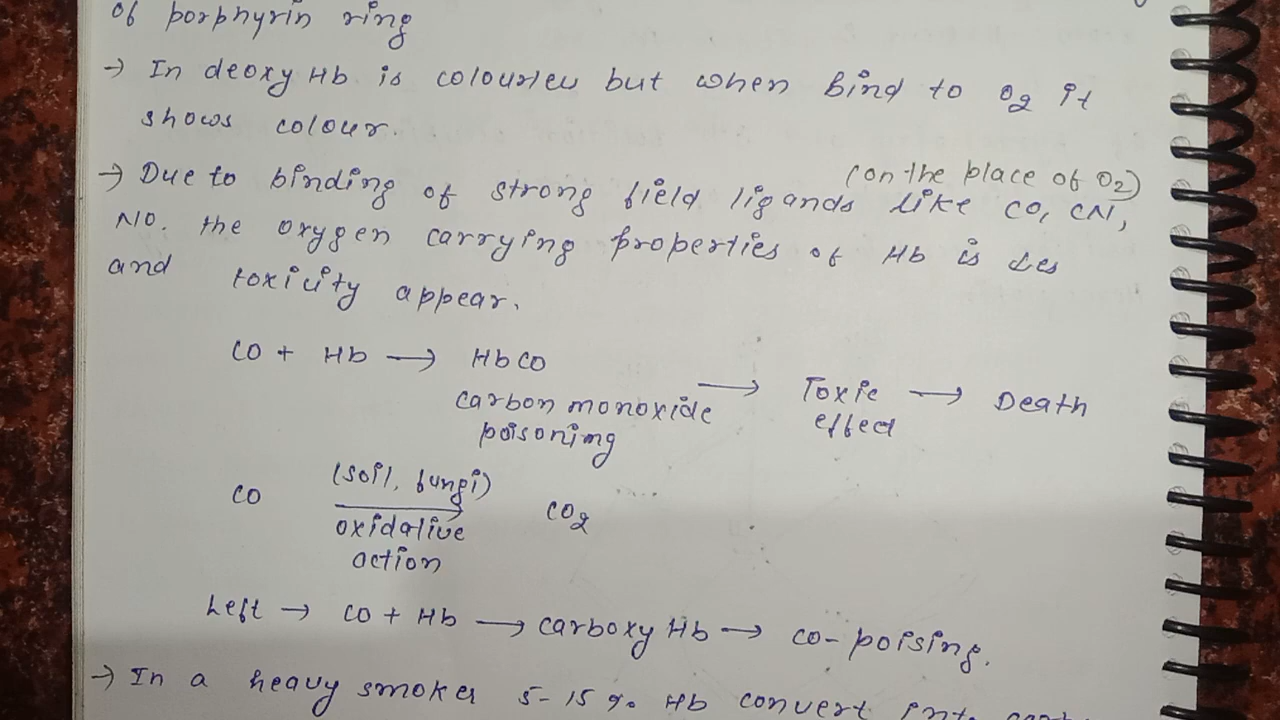 of porphyrin ring
→ In deoxy Hb is colourles but when Bind to O2 it
shows colour.
→ Due to binding of strong field ligands like CO, CN,
(on the place of O2)
NO. the oxygen carrying properties of Hb is Les
and toxicity appear.
CO + Hb → HbCO
carbon monoxide → Toxic → Death
poisoning effect
CO (soil, fungi) CO2
oxidative
action
Left → CO + Hb → carboxy Hb → co-poising.
→ In a heavy smoker 5-15 % Hb convert